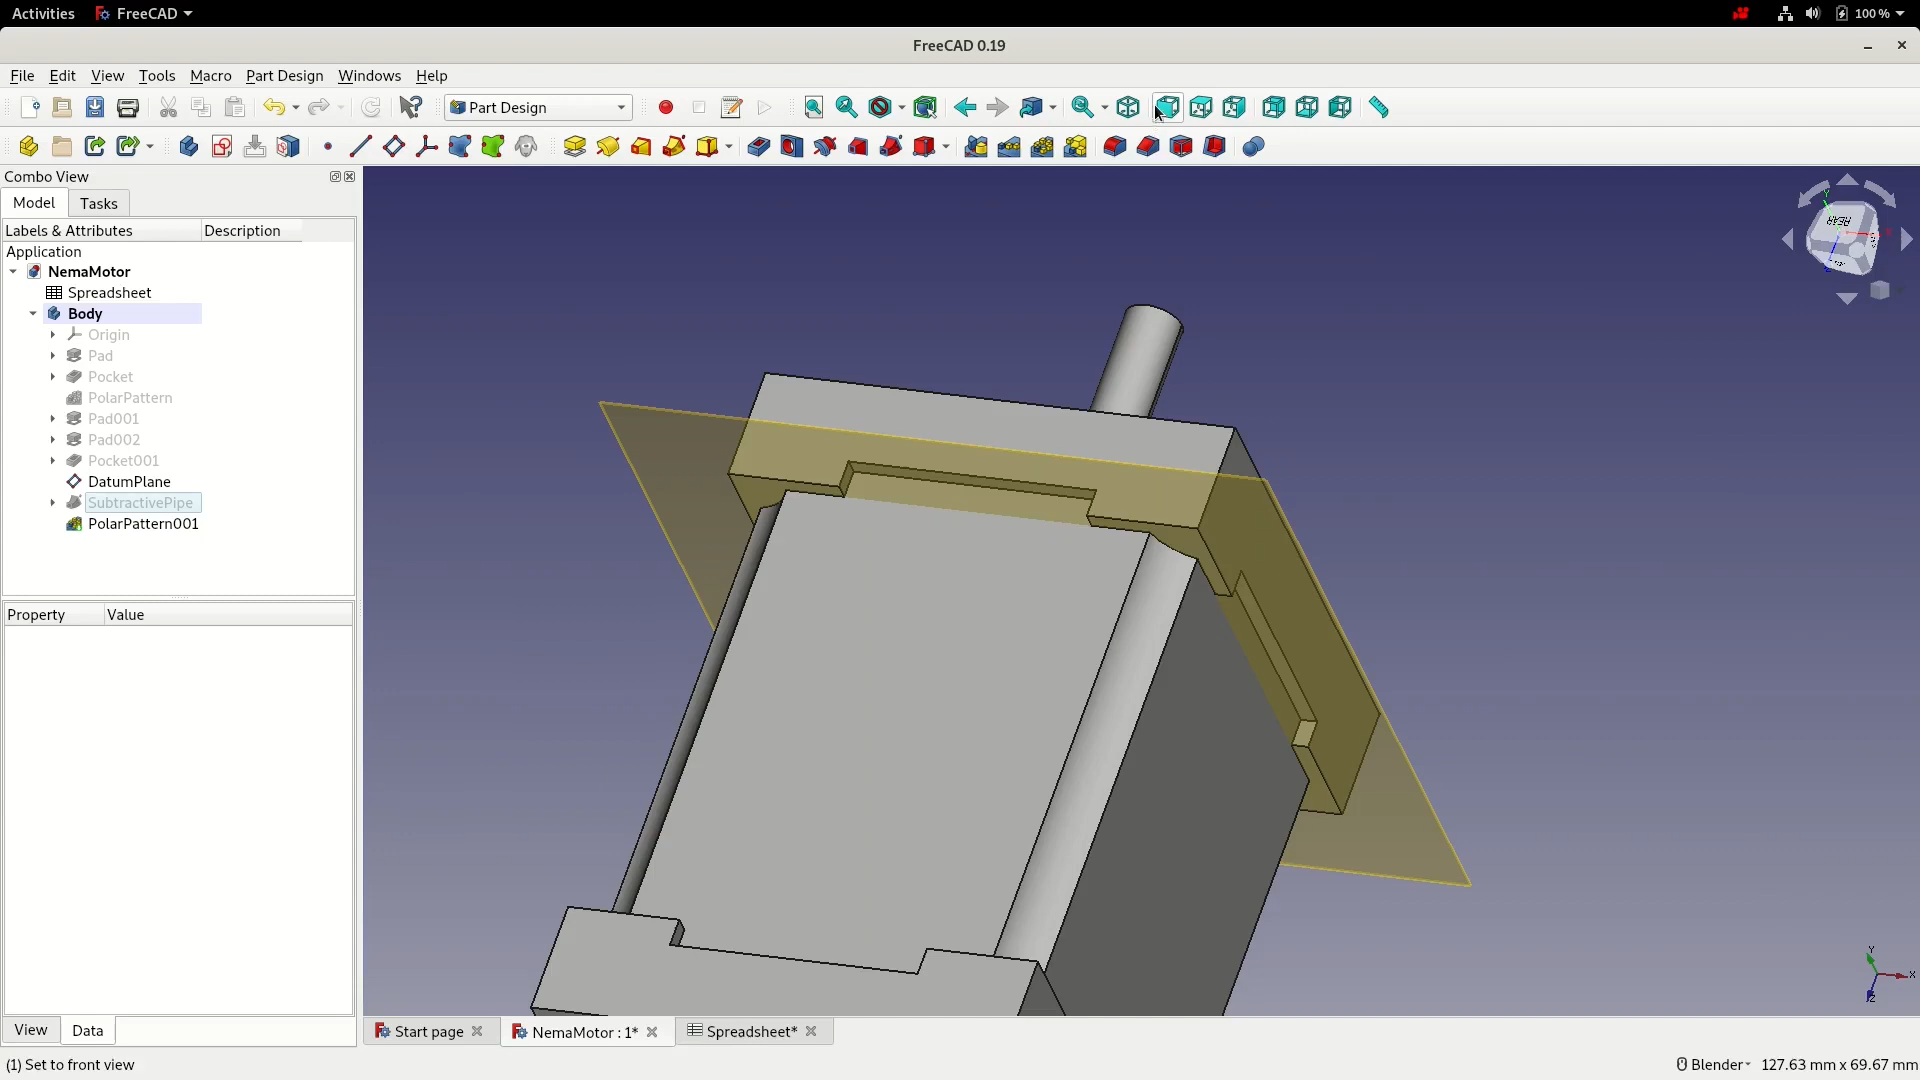 Activities FreeCAD 100 %
FreeCAD 0.19
File Edit View Tools Macro Part Design Windows Help
Part Design
Combo View
Model Tasks
Labels & Attributes Description
Application
NemaMotor
Spreadsheet
Body
Origin
Pad
Pocket
PolarPattern
Pad001
Pad002
Pocket001
DatumPlane
SubtractivePipe
PolarPattern001
Property Value
View Data
Start page NemaMotor : 1* Spreadsheet*
(1) Set to front view Blender 127.63 mm x 69.67 mm
REAR
Y
Y
X
Z